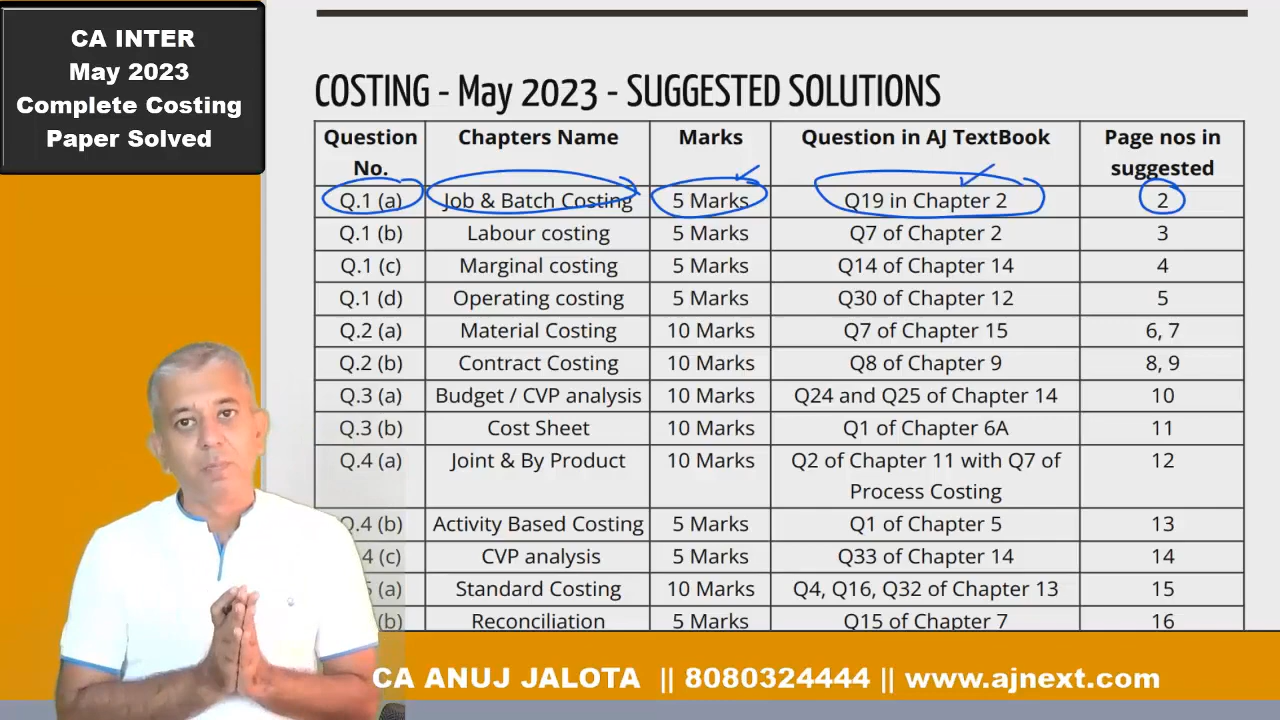 CA INTER
May 2023
Complete Costing
Paper Solved
COSTING - May 2023 - SUGGESTED SOLUTIONS
Question No. Chapters Name Marks Question in AJ TextBook Page nos in suggested
Q.1 (a) Job & Batch Costing 5 Marks Q19 in Chapter 2 2
Q.1 (b) Labour costing 5 Marks Q7 of Chapter 2 3
Q.1 (c) Marginal costing 5 Marks Q14 of Chapter 14 4
Q.1 (d) Operating costing 5 Marks Q30 of Chapter 12 5
Q.2 (a) Material Costing 10 Marks Q7 of Chapter 15 6, 7
Q.2 (b) Contract Costing 10 Marks Q8 of Chapter 9 8, 9
Q.3 (a) Budget / CVP analysis 10 Marks Q24 and Q25 of Chapter 14 10
Q.3 (b) Cost Sheet 10 Marks Q1 of Chapter 6A 11
Q.4 (a) Joint & By Product 10 Marks Q2 of Chapter 11 with Q7 of Process Costing 12
Q.4 (b) Activity Based Costing 5 Marks Q1 of Chapter 5 13
4 (c) CVP analysis 5 Marks Q33 of Chapter 14 14
(a) Standard Costing 10 Marks Q4, Q16, Q32 of Chapter 13 15
(b) Reconciliation 5 Marks Q15 of Chapter 7 16
CA ANUJ JALOTA || 8080324444 || www.ajnext.com